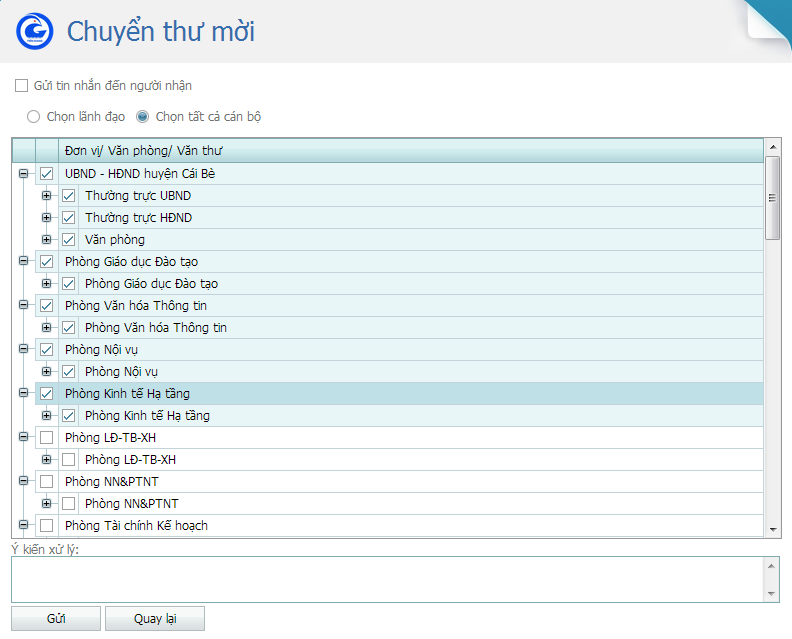 Chuyển thư mời
Gửi tin nhắn đến người nhận
Chọn lãnh đạo Chọn tất cả cán bộ
Đơn vị/ Văn phòng/ Văn thư
UBND - HĐND huyện Cái Bè
Thường trực UBND
Thường trực HĐND
Văn phòng
Phòng Giáo dục Đào tạo
Phòng Giáo dục Đào tạo
Phòng Văn hóa Thông tin
Phòng Văn hóa Thông tin
Phòng Nội vụ
Phòng Nội vụ
Phòng Kinh tế Hạ tầng
Phòng Kinh tế Hạ tầng
Phòng LĐ-TB-XH
Phòng LĐ-TB-XH
Phòng NN&PTNT
Phòng NN&PTNT
Phòng Tài chính Kế hoạch
Ý kiến xử lý:
Gửi Quay lại